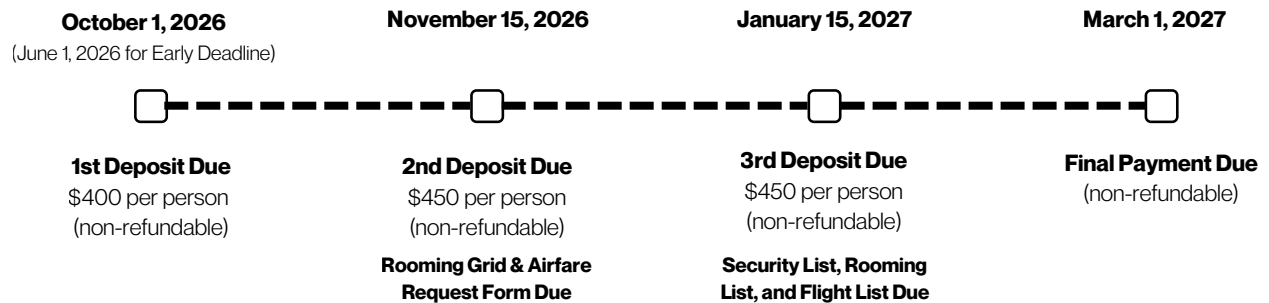 October 1, 2026
(June 1, 2026 for Early Deadline)
November 15, 2026
January 15, 2027
March 1, 2027
1st Deposit Due
$400 per person
(non-refundable)
2nd Deposit Due
$450 per person
(non-refundable)
Rooming Grid & Airfare
Request Form Due
3rd Deposit Due
$450 per person
(non-refundable)
Security List, Rooming
List, and Flight List Due
Final Payment Due
(non-refundable)